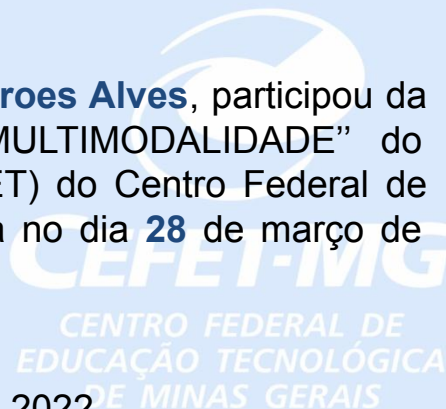 roes Alves, participou da
MULTIMODALIDADE” do
ET) do Centro Federal de
a no dia 28 de março de
CEFET-MG
CENTRO FEDERAL DE
EDUCAÇÃO TECNOLÓGICA
DE MINAS GERAIS
2022